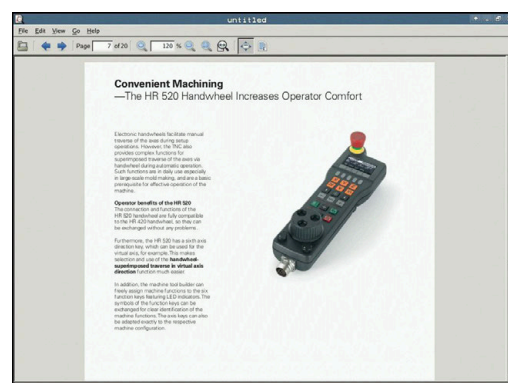 untitled
File Edit View Go Help
Page 7 of 20 120 %
Convenient Machining
—The HR 520 Handwheel Increases Operator Comfort
Electronic handwheels facilitate manual
traverse of the axes during setup
operations. However, the TNC also
provides complex functions for
superimposed traverse of the axes via
handwheel during automatic operation.
Such functions are in daily use especially
in large-scale mold making, and are a basic
prerequisite for effective operation of the
machine.
Operator benefits of the HR 520
The connection and functions of the
HR 520 handwheel are fully compatible
to the HR 420 handwheel, so they can
be exchanged without any problems.
Furthermore, the HR 520 has a sixth axis
direction key, which can be used for the
virtual axis, for example. This makes
selection and use of the handwheel-
superimposed traverse in virtual axis
direction function much easier.
In addition, the machine tool builder can
freely assign machine functions to the six
function keys featuring LED indicators. The
symbols of the function keys can be
exchanged for clear identification of the
machine functions. The axis keys can also
be adapted exactly to the respective
machine configuration.